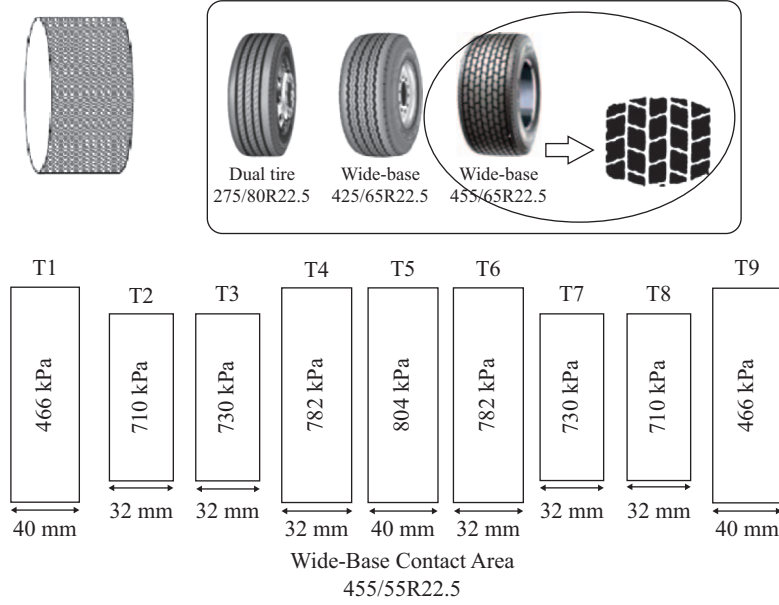 Dual tire
275/80R22.5
Wide-base
425/65R22.5
Wide-base
455/65R22.5
T1
T2
T3
T4
T5
T6
T7
T8
T9
466 kPa
710 kPa
730 kPa
782 kPa
804 kPa
782 kPa
730 kPa
710 kPa
466 kPa
40 mm
32 mm
32 mm
32 mm
40 mm
32 mm
32 mm
32 mm
40 mm
Wide-Base Contact Area
455/55R22.5